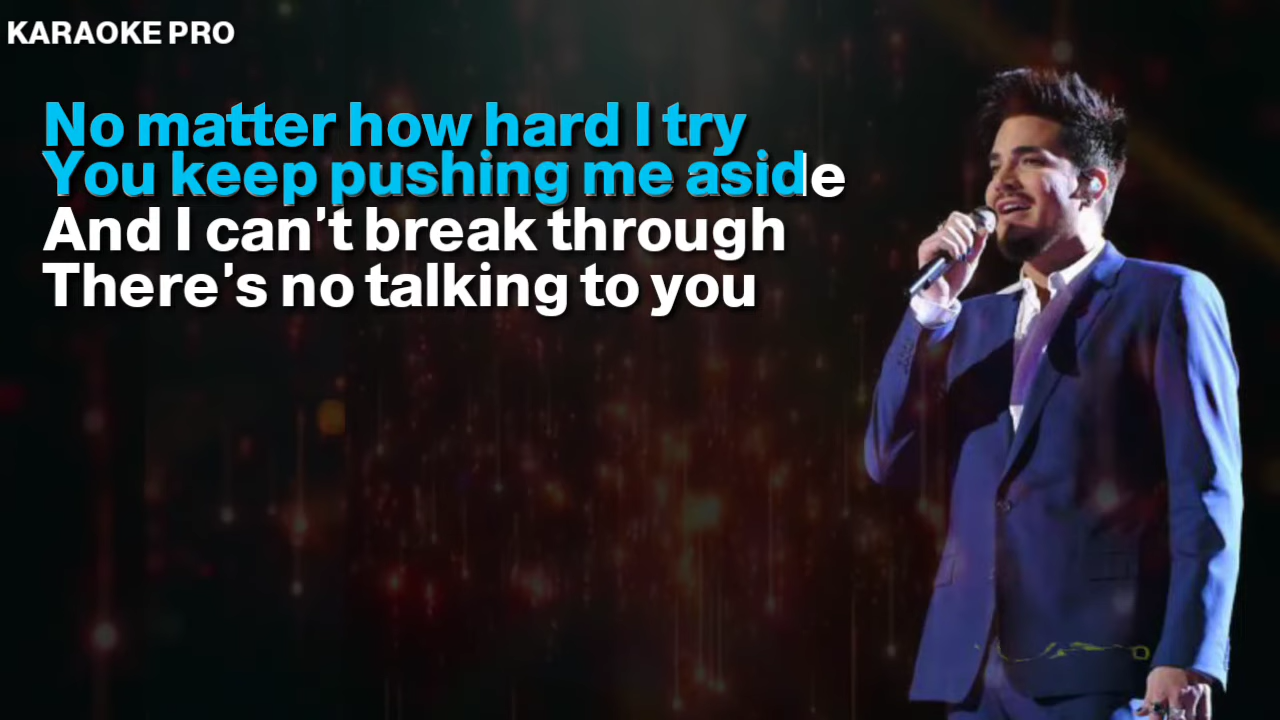 KARAOKE PRO
No matter how hard I try
You keep pushing me aside
And I can't break through
There's no talking to you